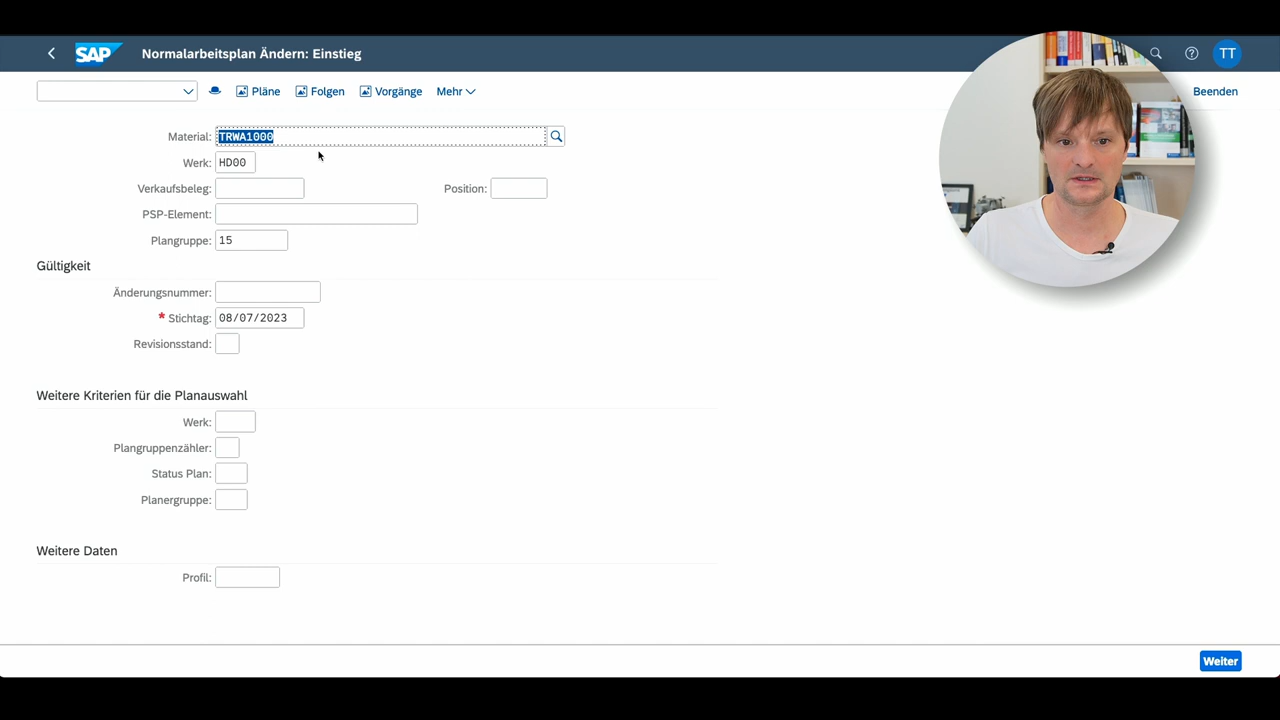 SAP Normalarbeitsplan Ändern: Einstieg TT
Pläne Folgen Vorgänge Mehr Beenden
Material: TRWA1000
Werk: HD00
Verkaufsbeleg: Position:
PSP-Element:
Plangruppe: 15
Gültigkeit
Änderungsnummer:
* Stichtag: 08/07/2023
Revisionsstand:
Weitere Kriterien für die Planauswahl
Werk:
Plangruppenzähler:
Status Plan:
Planergruppe:
Weitere Daten
Profil:
Weiter